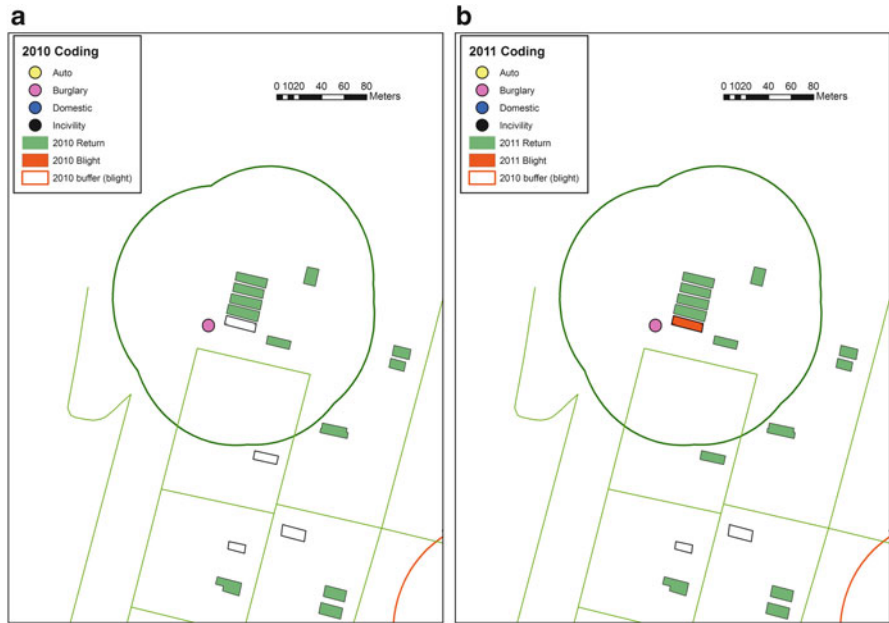 a
2010 Coding
Auto
Burglary
Domestic
Incivility
2010 Return
2010 Blight
2010 buffer (blight)
0 1020 40 60 80
Meters
b
2011 Coding
Auto
Burglary
Domestic
Incivility
2011 Return
2011 Blight
2010 buffer (blight)
0 1020 40 60 80
Meters